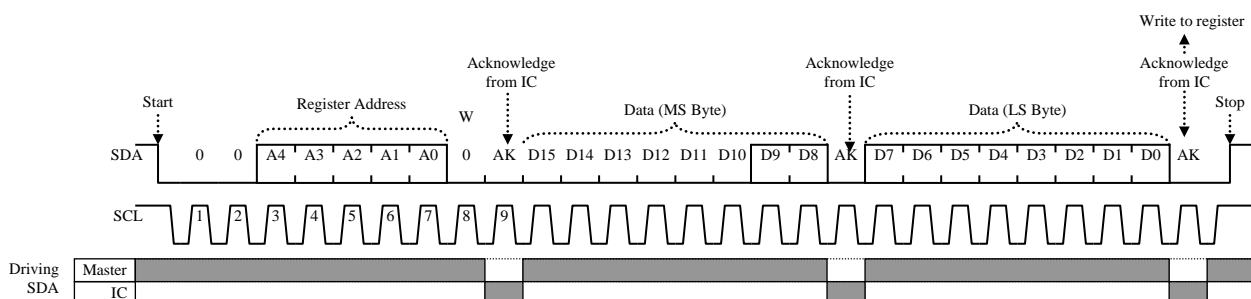 Write to register
Acknowledge from IC
Acknowledge from IC
Acknowledge from IC
Start
Register Address
W
Data (MS Byte)
Data (LS Byte)
Stop
SDA 0 0 A4 A3 A2 A1 A0 0 AK D15 D14 D13 D12 D11 D10 D9 D8 AK D7 D6 D5 D4 D3 D2 D1 D0 AK
SCL 1 2 3 4 5 6 7 8 9
Driving SDA
Master
IC